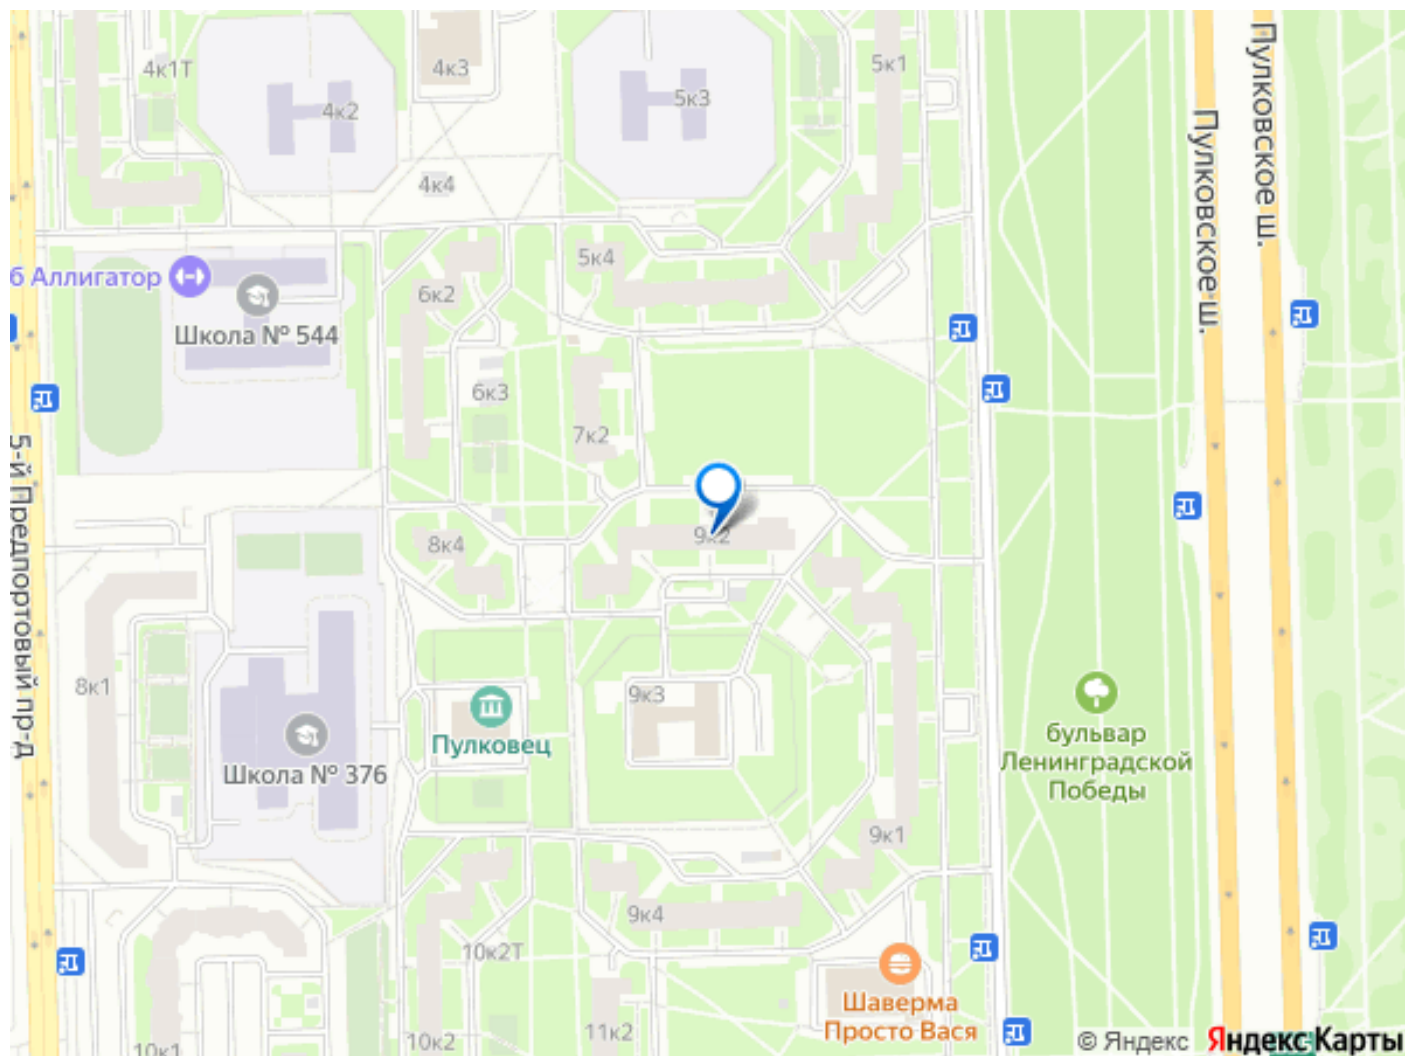 Пулковское ш.
5к1
4к3
4к1Т
5к3
4к2
Пулковское ш.
4к4
5к4
б Аллигатор
6к2
Школа № 544
6к3
7к2
5-й Предпортовый пр-д
9к2
8к4
8к1
9к3
бульвар
Ленинградской
Победы
Пулковец
Школа № 376
9к1
9к4
10к2Т
Шаверма
Просто Вася
11к2
10к2
10к1
© Яндекс Яндекс Карты